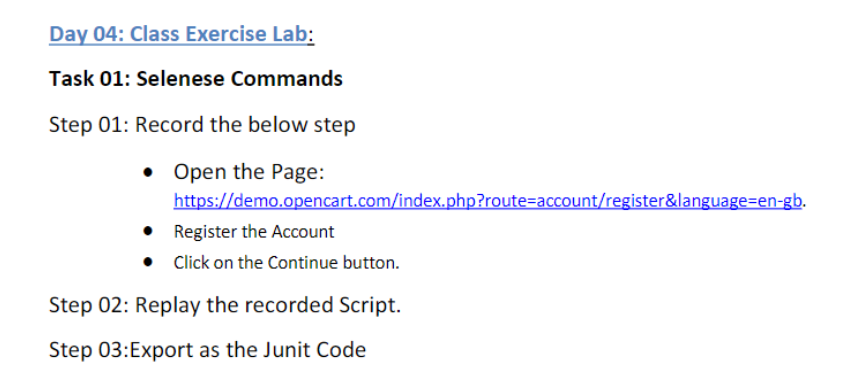 Day 04: Class Exercise Lab:
Task 01: Selenese Commands
Step 01: Record the below step
● Open the Page:
https://demo.opencart.com/index.php?route=account/register&language=en-gb.
● Register the Account
● Click on the Continue button.
Step 02: Replay the recorded Script.
Step 03:Export as the Junit Code